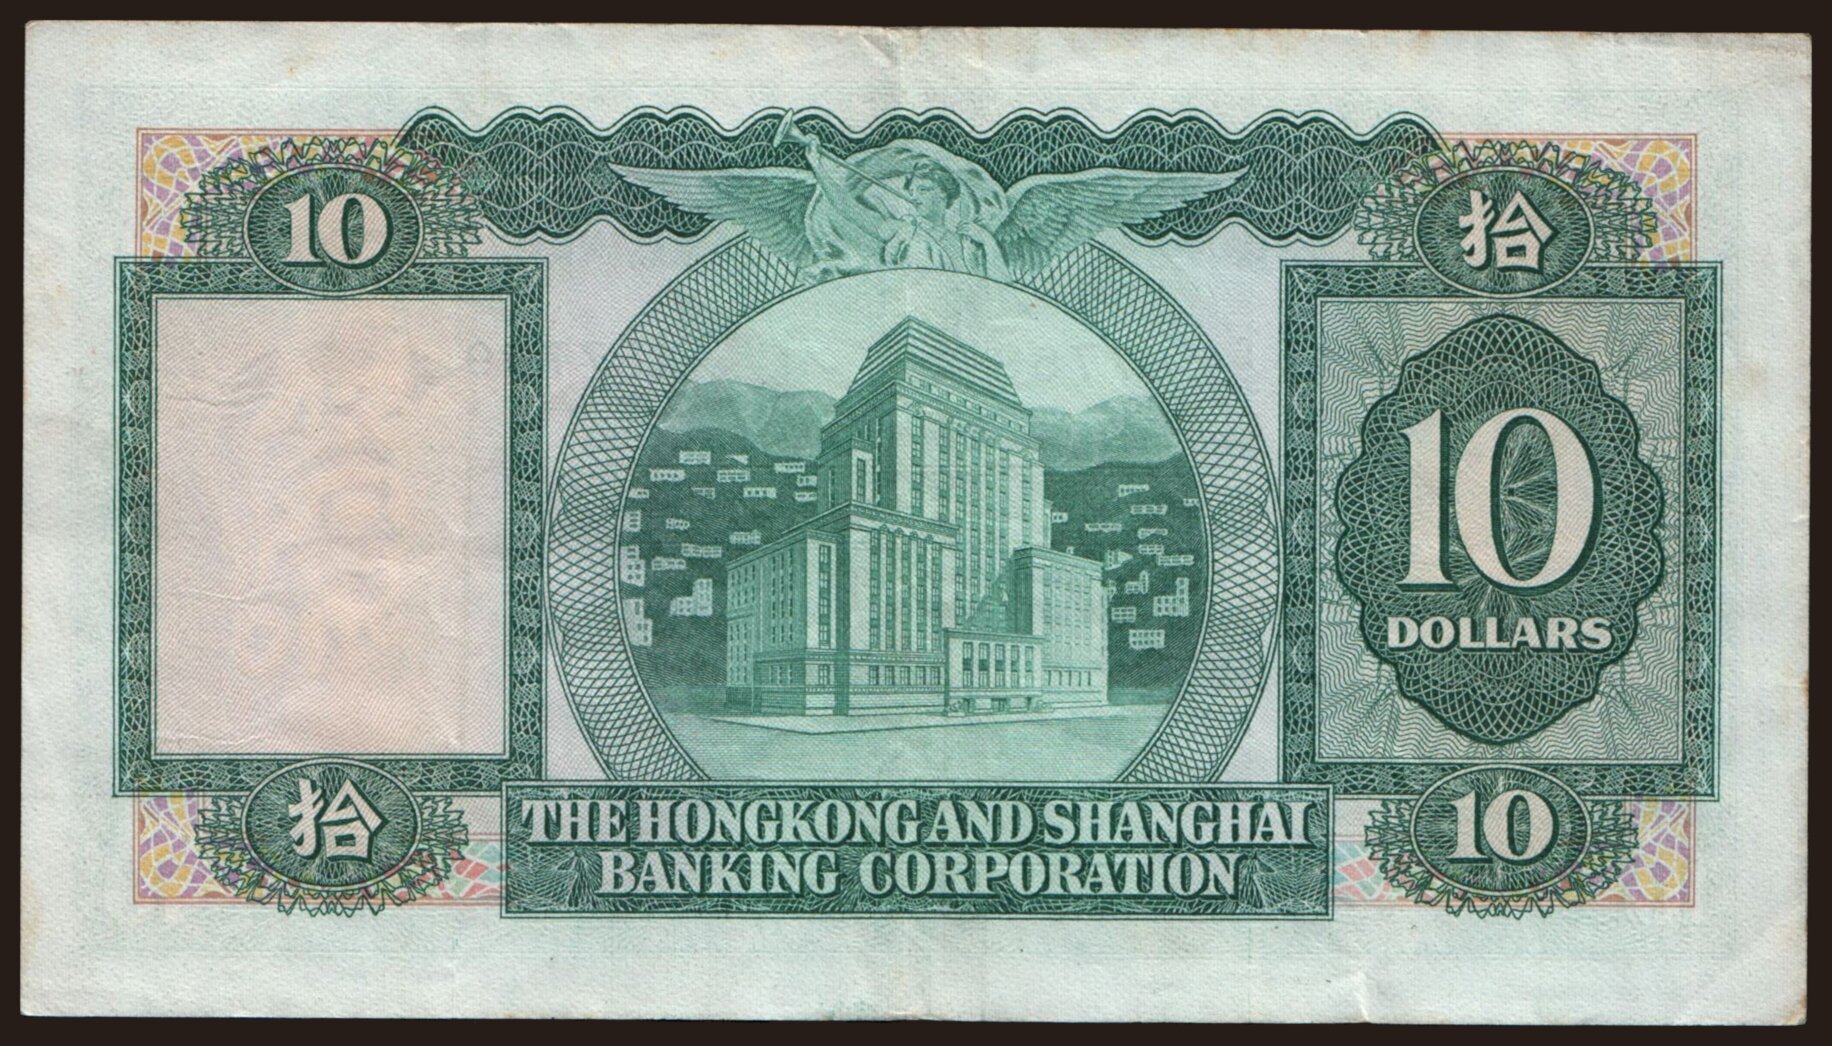 10
拾
10
DOLLARS
拾
10
THE HONGKONG AND SHANGHAI
BANKING CORPORATION